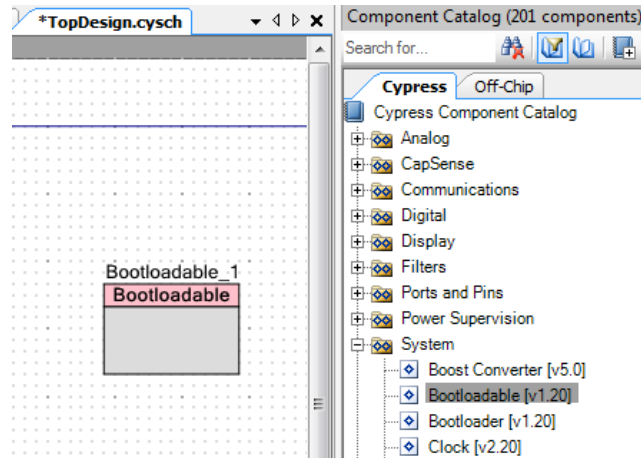 *TopDesign.cysch
Bootloadable_1
Bootloadable
Component Catalog (201 components)
Search for...
Cypress
Off-Chip
Cypress Component Catalog
Analog
CapSense
Communications
Digital
Display
Filters
Ports and Pins
Power Supervision
System
Boost Converter [v5.0]
Bootloadable [v1.20]
Bootloader [v1.20]
Clock [v2.20]